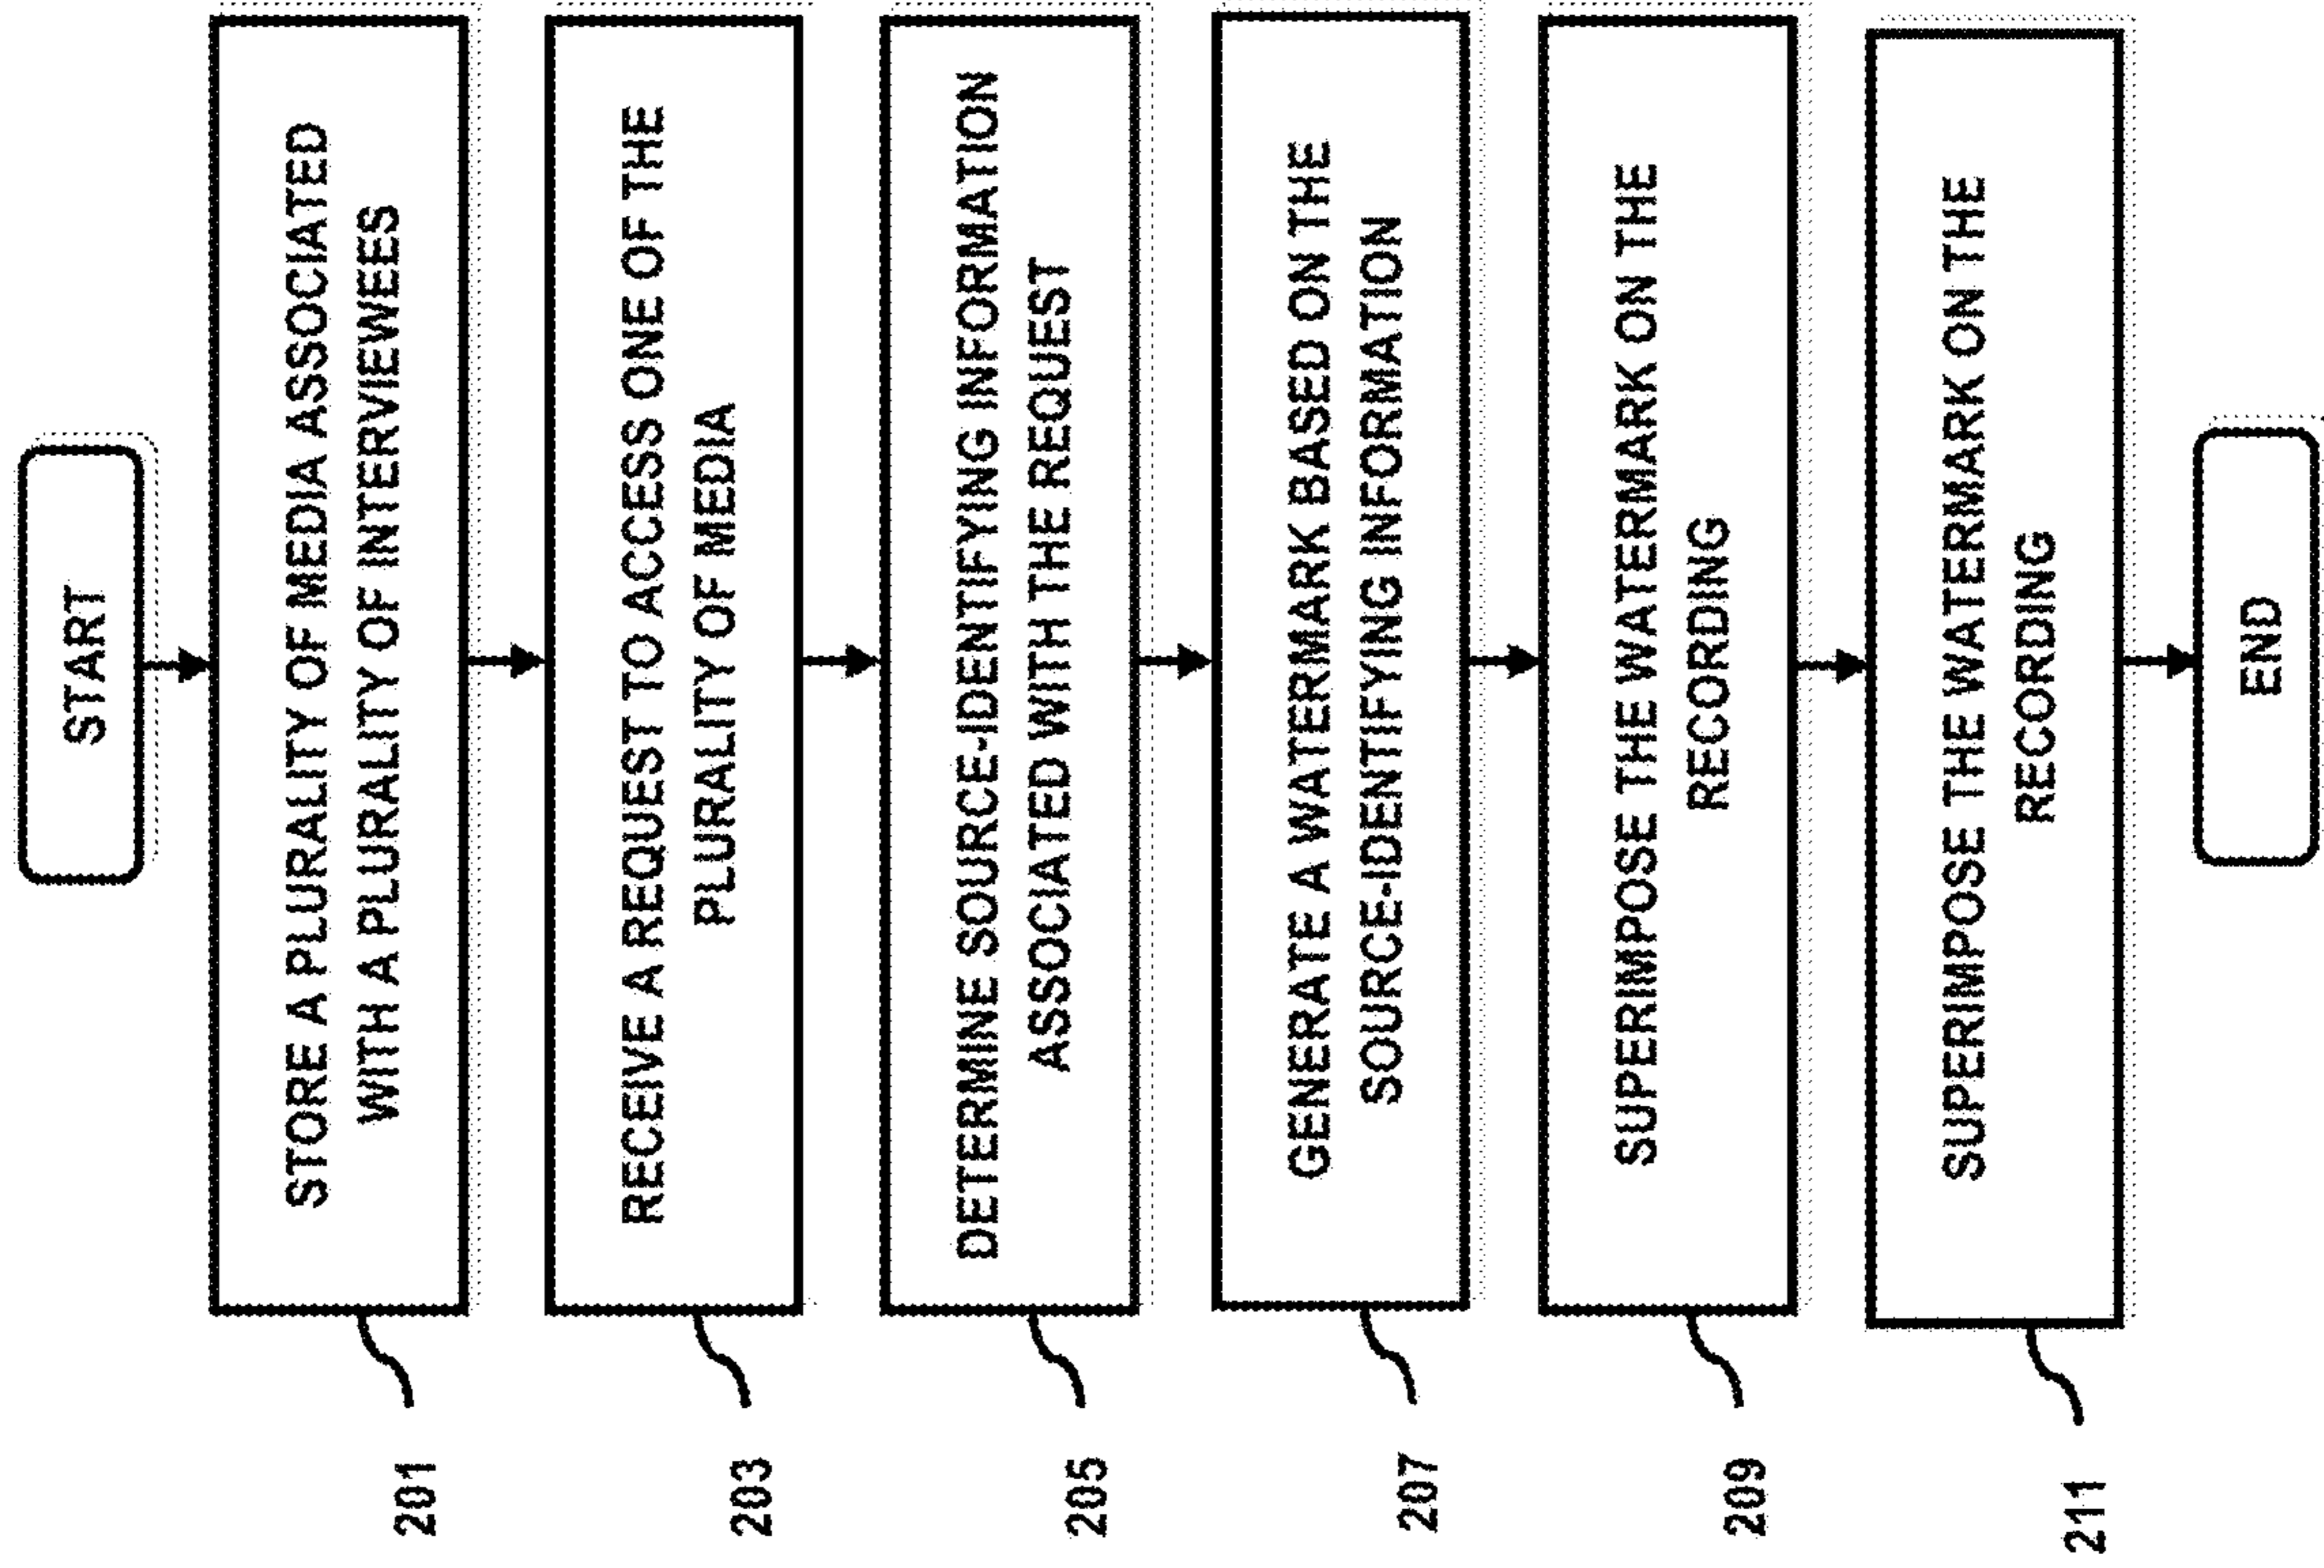 START
201
STORE A PLURALITY OF MEDIA ASSOCIATED
WITH A PLURALITY OF INTERVIEWEES
203
RECEIVE A REQUEST TO ACCESS ONE OF THE
PLURALITY OF MEDIA
205
DETERMINE SOURCE-IDENTIFYING INFORMATION
ASSOCIATED WITH THE REQUEST
207
GENERATE A WATERMARK BASED ON THE
SOURCE-IDENTIFYING INFORMATION
209
SUPERIMPOSE THE WATERMARK ON THE
RECORDING
211
SUPERIMPOSE THE WATERMARK ON THE
RECORDING
END